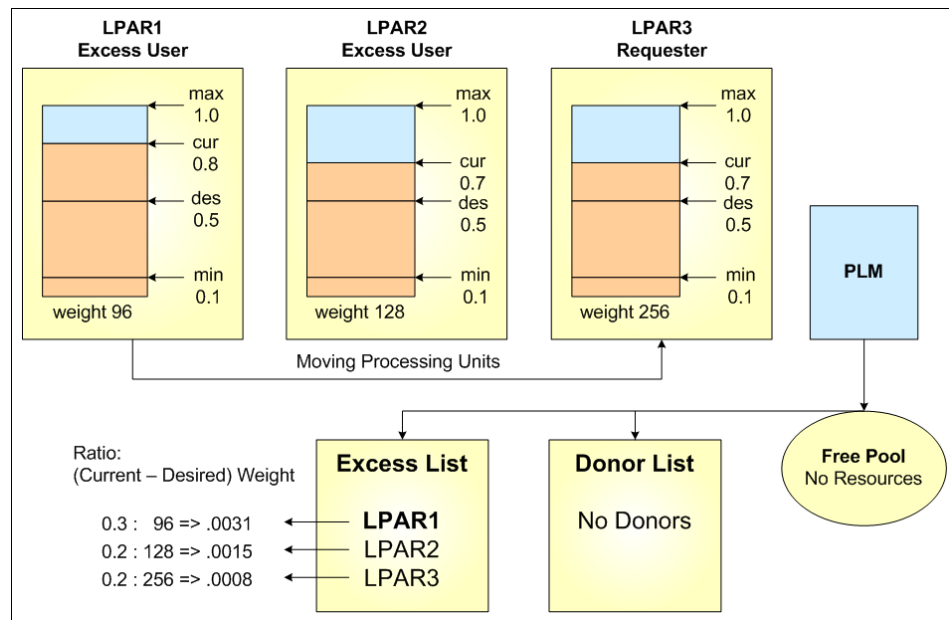 LPAR1
Excess User
LPAR2
Excess User
LPAR3
Requester
max
1.0
cur
0.8
des
0.5
min
0.1
weight 96
max
1.0
cur
0.7
des
0.5
min
0.1
weight 128
max
1.0
cur
0.7
des
0.5
min
0.1
weight 256
PLM
Moving Processing Units
Ratio:
(Current – Desired) Weight
0.3 : 96 => .0031
0.2 : 128 => .0015
0.2 : 256 => .0008
Excess List
LPAR1
LPAR2
LPAR3
Donor List
No Donors
Free Pool
No Resources